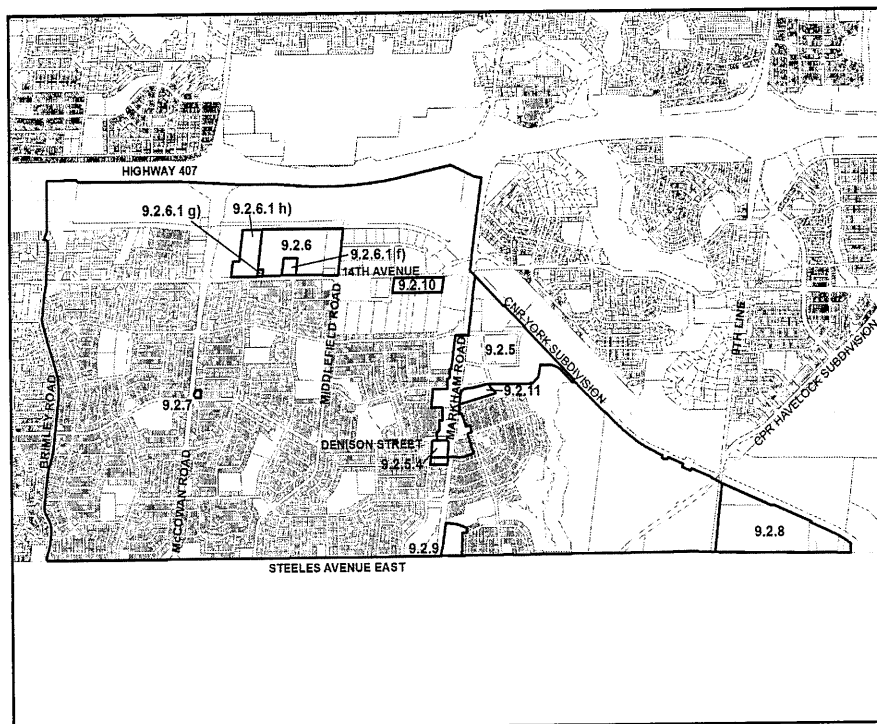 HIGHWAY 407
9.2.6.1 g)
9.2.6.1 h)
9.2.6
9.2.6.1 f)
14TH AVENUE
9.2.10
CNR YORK SUBDIVISION
9TH LINE
CPR HAVELOCK SUBDIVISION
MIDDLEFIELD ROAD
MARKHAM ROAD
9.2.5
BRIMLEY ROAD
9.2.7
9.2.11
McCOWAN ROAD
DENISON STREET
9.2.5.4
9.2.9
9.2.8
STEELES AVENUE EAST